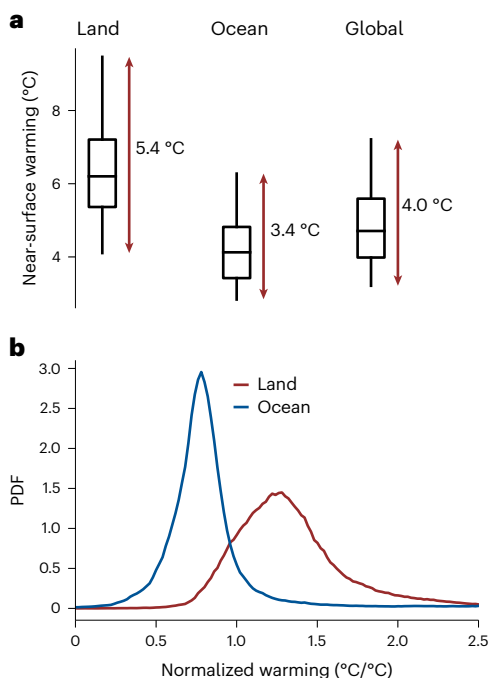 a
Land Ocean Global
Near-surface warming (°C)
8
6
4
5.4 °C
3.4 °C
4.0 °C
b
PDF
3.0
2.5
2.0
1.5
1.0
0.5
0
Land
Ocean
0 0.5 1.0 1.5 2.0 2.5
Normalized warming (°C/°C)